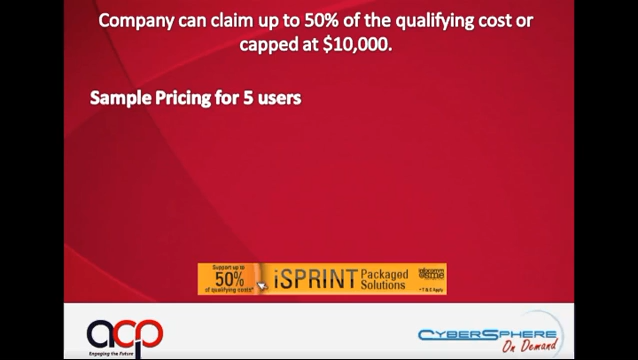 Company can claim up to 50% of the qualifying cost or
capped at $10,000.
Sample Pricing for 5 users
Support up to
50%
of qualifying costs*
iSPRINT
Packaged
Solutions
* T & C Apply
acp
Engaging the Future
CYBERSPHERE
On Demand